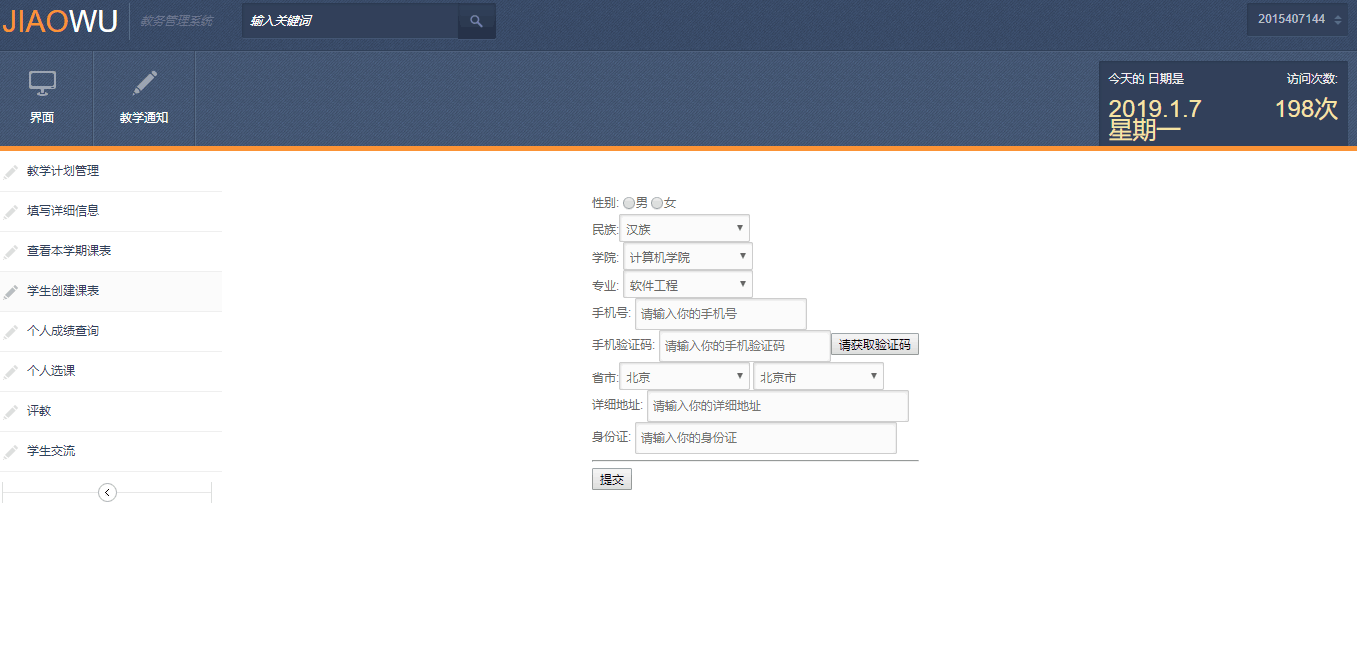 JIAOWU 教务管理系统 输入关键词 2015407144
界面 教学通知
今天的 日期是 访问次数:
2019.1.7 198次
星期一
教学计划管理
填写详细信息
查看本学期课表
学生创建课表
个人成绩查询
个人选课
评教
学生交流
性别: 男 女
民族: 汉族
学院: 计算机学院
专业: 软件工程
手机号: 请输入你的手机号
手机验证码: 请输入你的手机验证码 请获取验证码
省市: 北京 北京市
详细地址: 请输入你的详细地址
身份证: 请输入你的身份证
提交